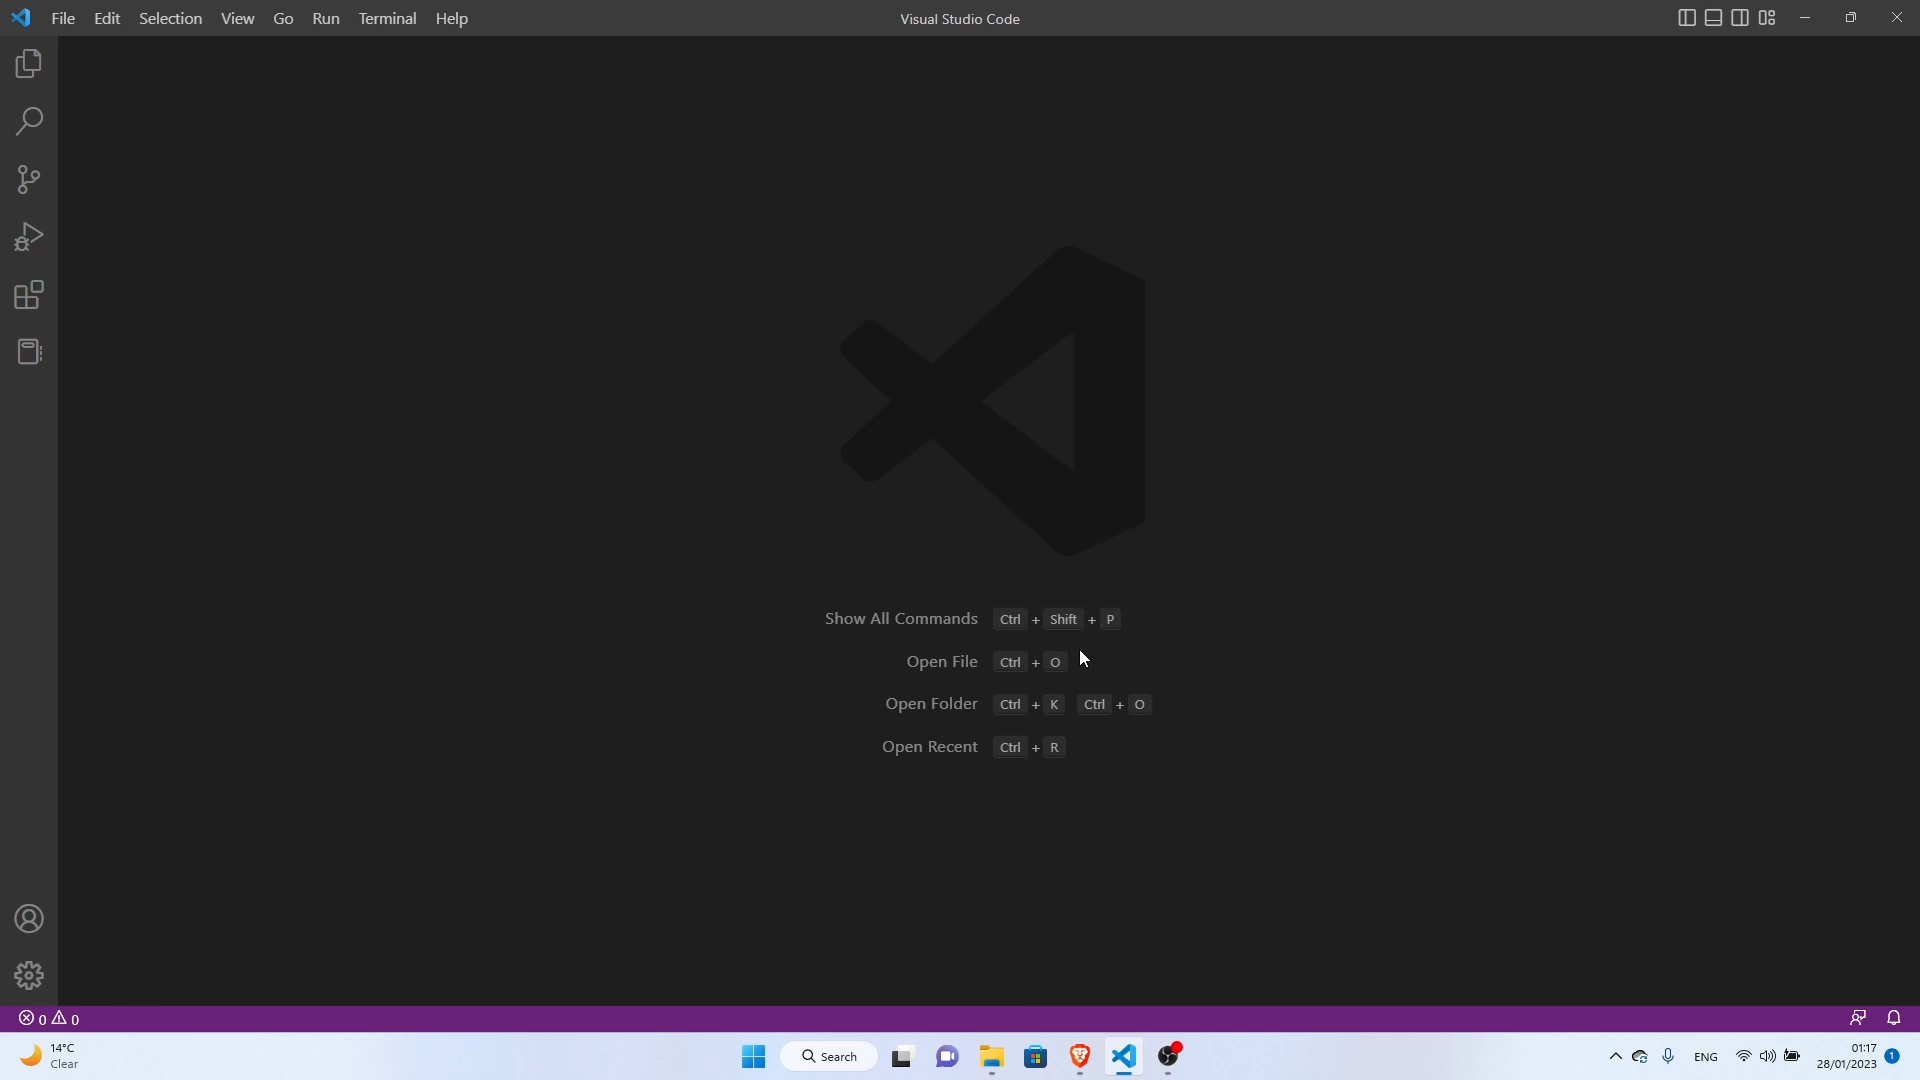 File Edit Selection View Go Run Terminal Help
Visual Studio Code
Show All Commands Ctrl + Shift + P
Open File Ctrl + O
Open Folder Ctrl + K Ctrl + O
Open Recent Ctrl + R
0 0
14°C
Clear
Search
ENG
01:17
28/01/2023
1